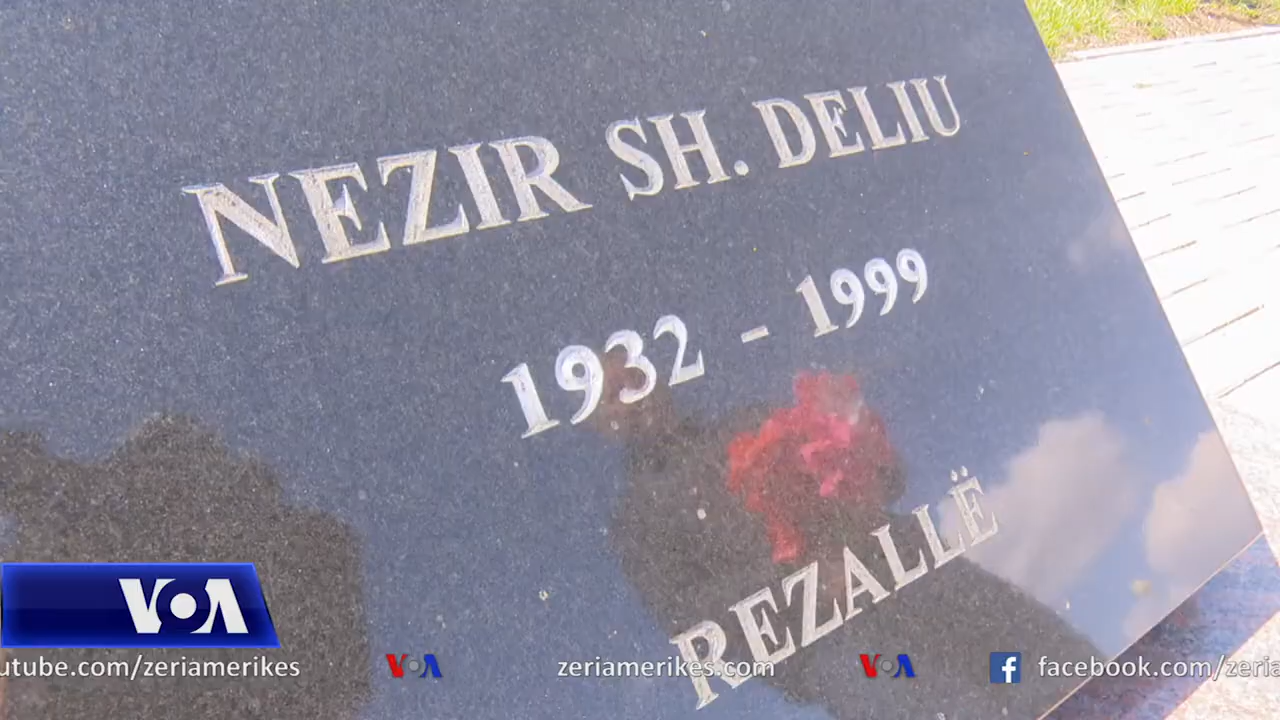 NEZIR SH. DELIU
1932 - 1999
REZALLË
VOA
utube.com/zeriamerikes VOA zeriamerikes.com VOA f facebook.com/zeria